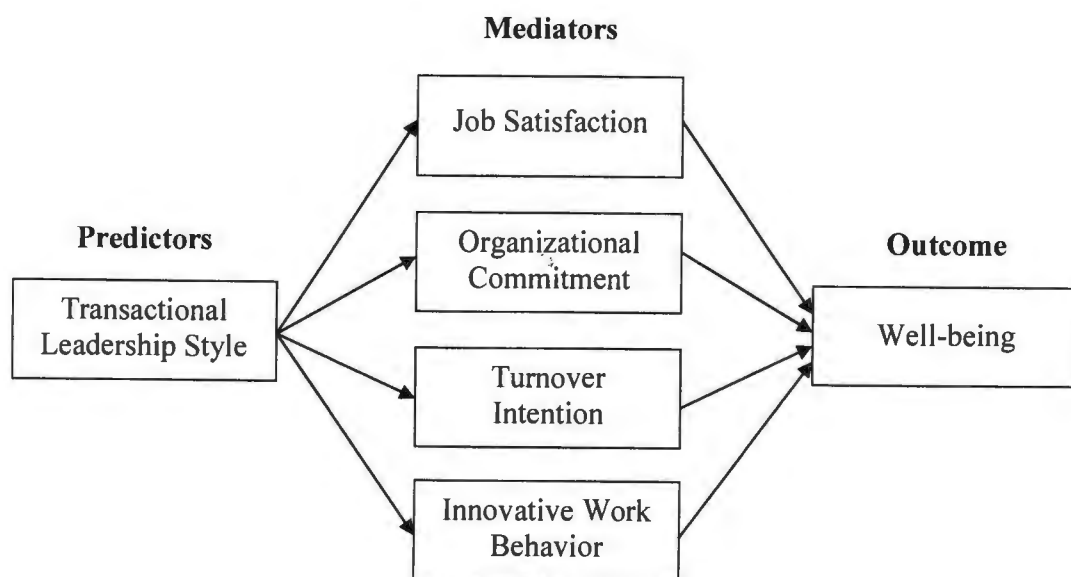 Mediators
Job Satisfaction
Predictors
Organizational
Commitment
Outcome
Transactional
Leadership Style
Well-being
Turnover
Intention
Innovative Work
Behavior